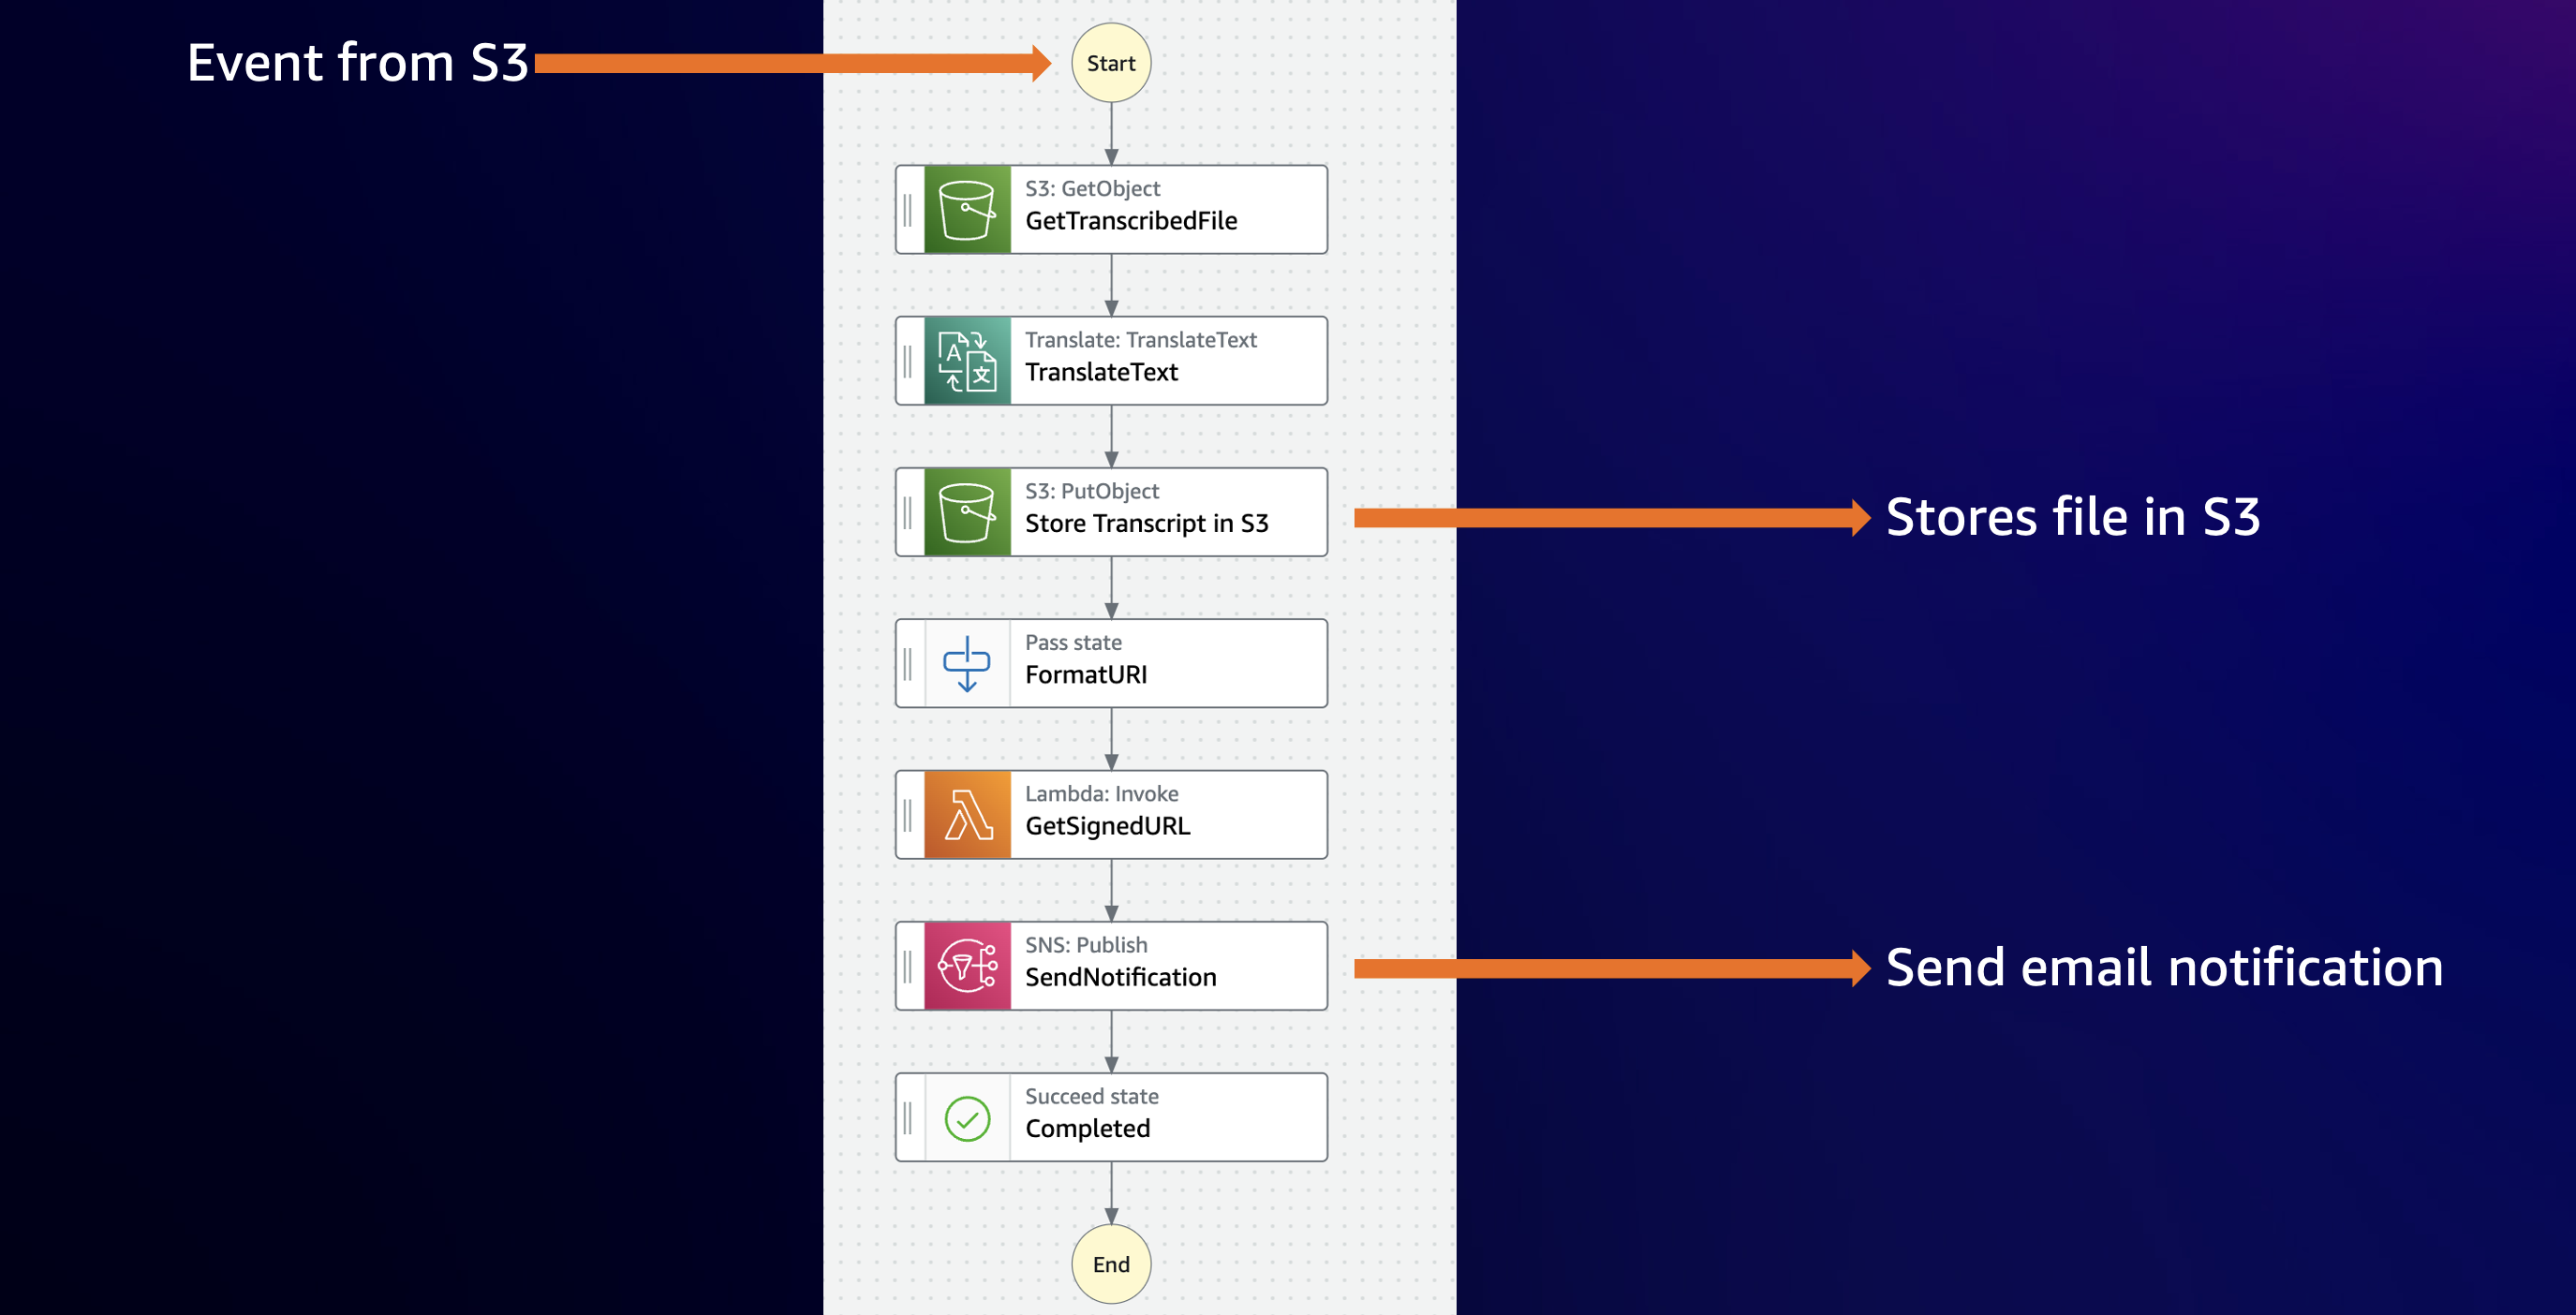 Event from S3
Start
S3: GetObject
GetTranscribedFile
A
文
Translate: TranslateText
TranslateText
S3: PutObject
Store Transcript in S3
Stores file in S3
Pass state
FormatURI
Lambda: Invoke
GetSignedURL
SNS: Publish
SendNotification
Send email notification
Succeed state
Completed
End